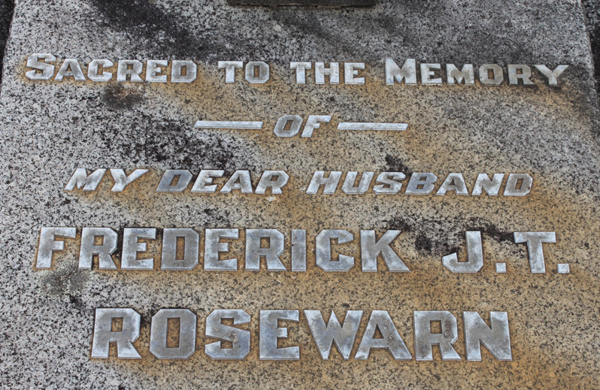 SACRED TO THE MEMORY
— OF —
MY DEAR HUSBAND
FREDERICK J.T.
ROSEWARN